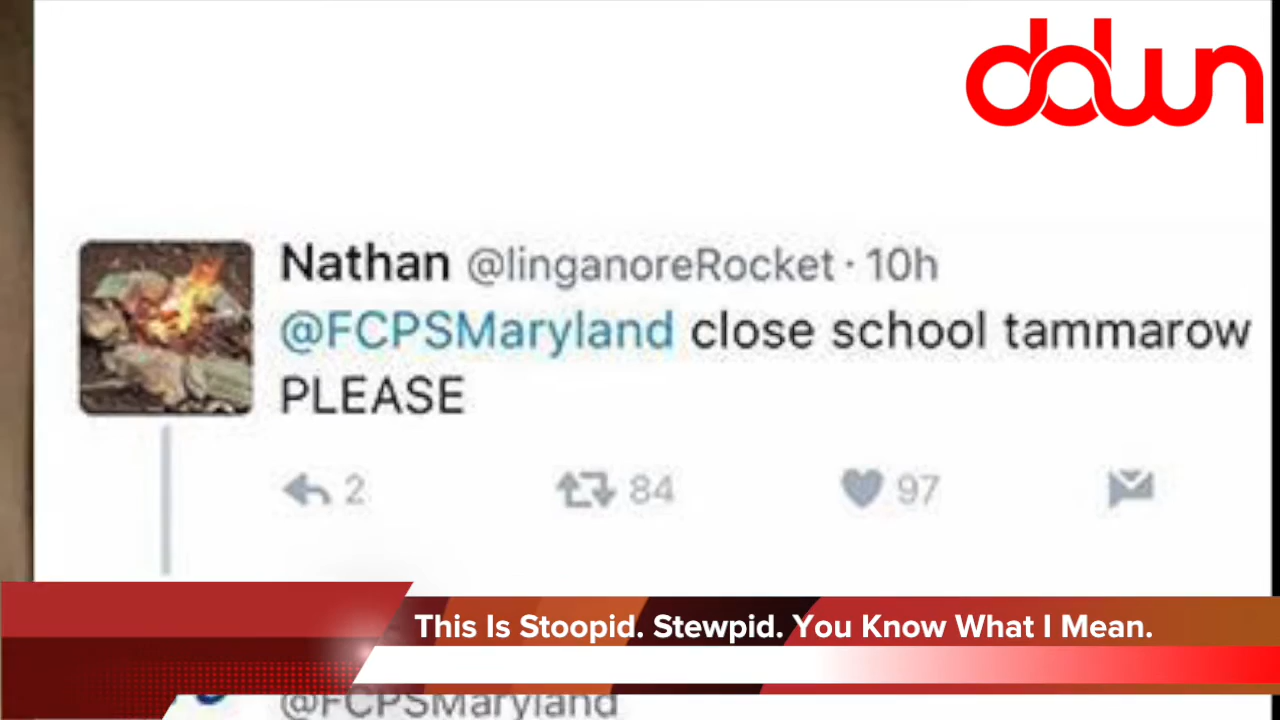 down
Nathan @linganoreRocket · 10h
@FCPSMaryland close school tammarow
PLEASE
2 84 97
This Is Stoopid. Stewpid. You Know What I Mean.
@FCPSMaryland